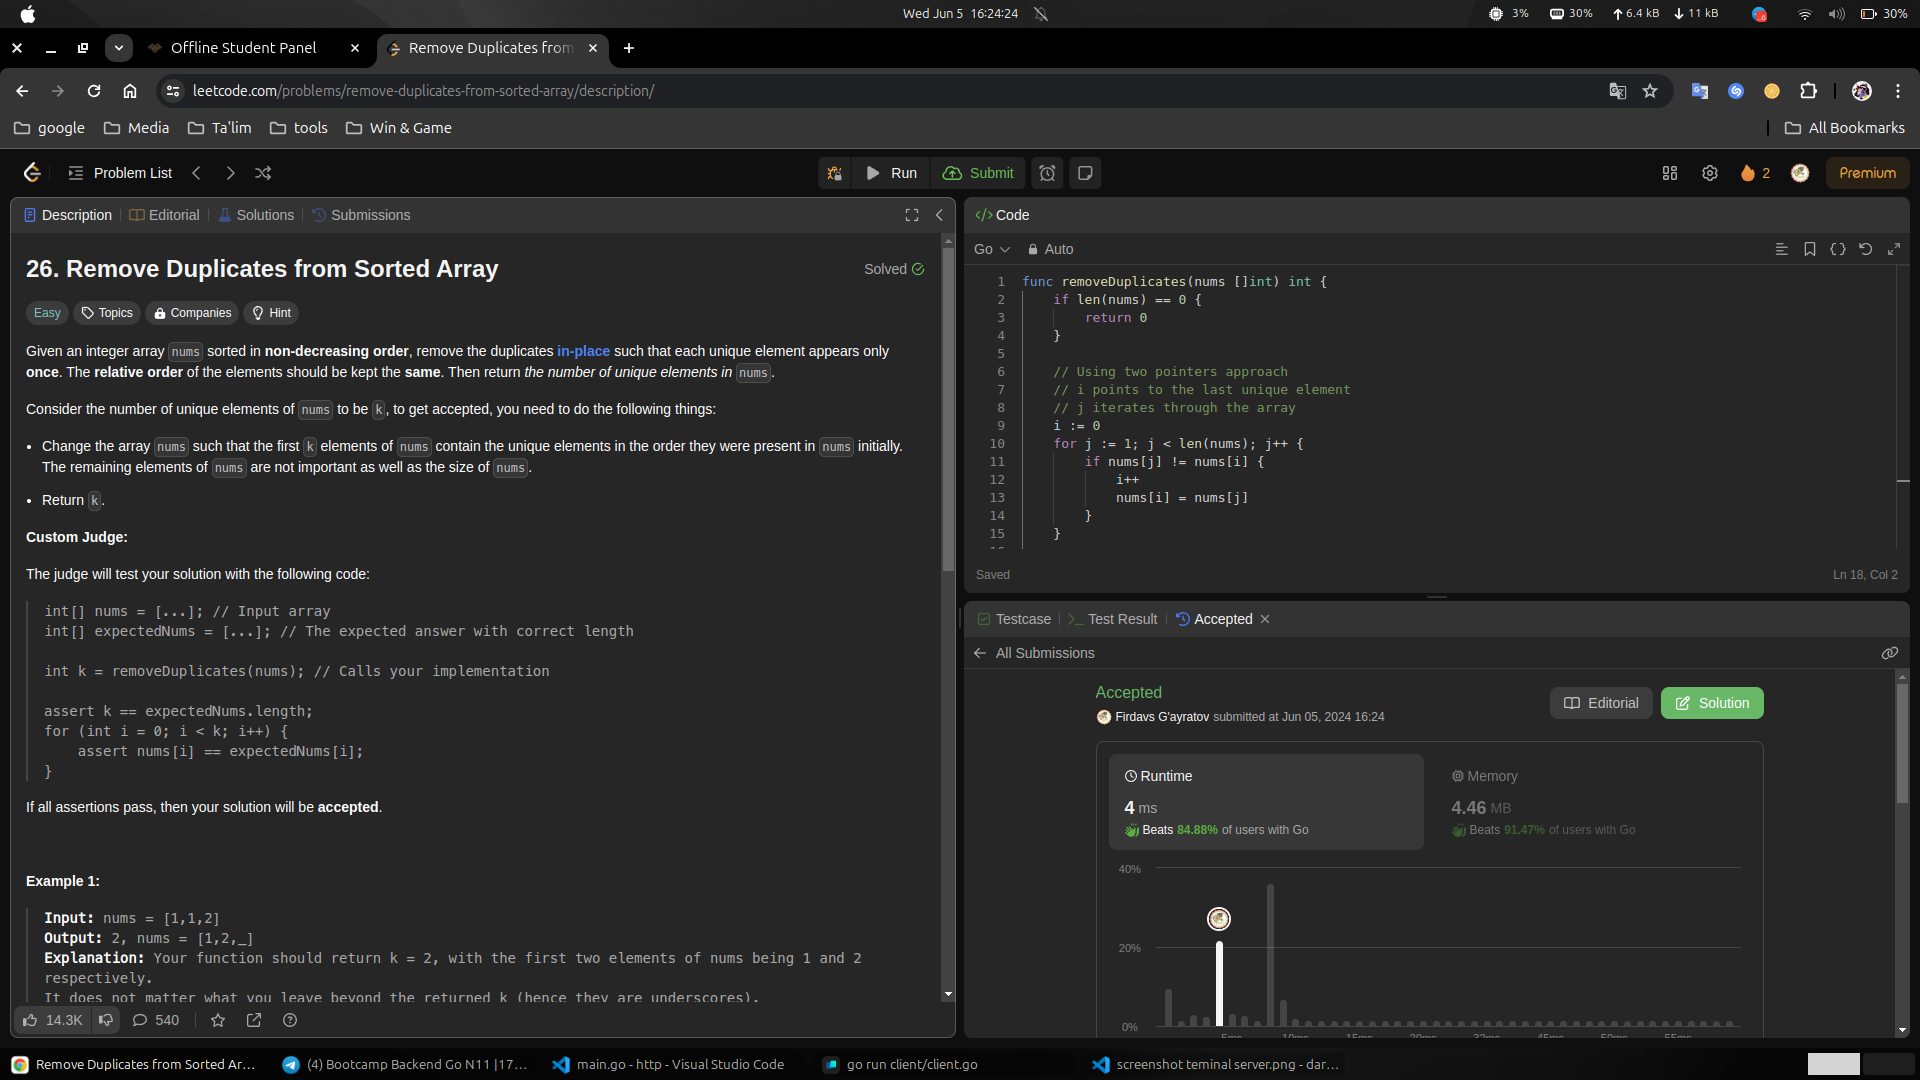 Wed Jun 5 16:24:24
3%
30%
6.4 kB
11 kB
30%
Offline Student Panel
Remove Duplicates from
leetcode.com/problems/remove-duplicates-from-sorted-array/description/
google
Media
Ta'lim
tools
Win & Game
All Bookmarks
Problem List
Run
Submit
2
Premium
Description
Editorial
Solutions
Submissions
26. Remove Duplicates from Sorted Array
Solved
Easy
Topics
Companies
Hint
Given an integer array nums sorted in non-decreasing order, remove the duplicates in-place such that each unique element appears only
once. The relative order of the elements should be kept the same. Then return the number of unique elements in nums.
Consider the number of unique elements of nums to be k, to get accepted, you need to do the following things:
• Change the array nums such that the first k elements of nums contain the unique elements in the order they were present in nums initially.
The remaining elements of nums are not important as well as the size of nums.
• Return k.
Custom Judge:
The judge will test your solution with the following code:
int[] nums = [...]; // Input array
int[] expectedNums = [...]; // The expected answer with correct length
int k = removeDuplicates(nums); // Calls your implementation
assert k == expectedNums.length;
for (int i = 0; i < k; i++) {
    assert nums[i] == expectedNums[i];
}
If all assertions pass, then your solution will be accepted.
Example 1:
Input: nums = [1,1,2]
Output: 2, nums = [1,2,_]
Explanation: Your function should return k = 2, with the first two elements of nums being 1 and 2
respectively.
It does not matter what you leave beyond the returned k (hence they are underscores).
14.3K
540
Code
Go
Auto
1 func removeDuplicates(nums []int) int {
2     if len(nums) == 0 {
3         return 0
4     }
5
6     // Using two pointers approach
7     // i points to the last unique element
8     // j iterates through the array
9     i := 0
10     for j := 1; j < len(nums); j++ {
11         if nums[j] != nums[i] {
12             i++
13             nums[i] = nums[j]
14         }
15     }
Saved
Ln 18, Col 2
Testcase
Test Result
Accepted
All Submissions
Accepted
Firdavs G'ayratov submitted at Jun 05, 2024 16:24
Editorial
Solution
Runtime
4 ms
Beats 84.88% of users with Go
Memory
4.46 MB
Beats 91.47% of users with Go
40%
20%
0%
5ms
10ms
15ms
20ms
32ms
45ms
50ms
55ms
Remove Duplicates from Sorted Ar...
(4) Bootcamp Backend Go N11 |17...
main.go - http - Visual Studio Code
go run client/client.go
screenshot teminal server.png - dar...